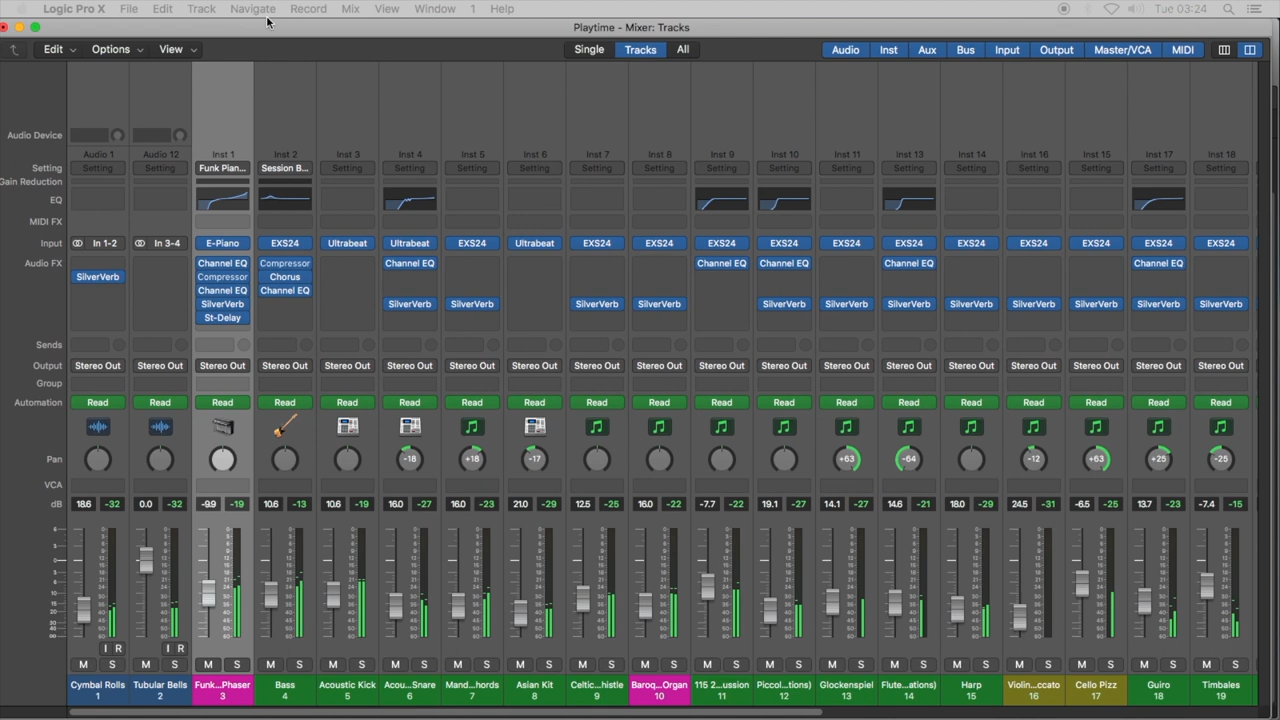 Logic Pro X File Edit Track Navigate Record Mix View Window 1 Help Tue 03:24
Playtime - Mixer: Tracks
Edit Options View Single Tracks All Audio Inst Aux Bus Input Output Master/VCA MIDI
Audio Device
Audio 1 Audio 12 Inst 1 Inst 2 Inst 3 Inst 4 Inst 5 Inst 6 Inst 7 Inst 8 Inst 9 Inst 10 Inst 11 Inst 13 Inst 14 Inst 16 Inst 15 Inst 17 Inst 18
Setting Setting Setting Funk Pian... Session B... Setting Setting Setting Setting Setting Setting Setting Setting Setting Setting Setting Setting Setting Setting Setting
Gain Reduction
EQ
MIDI FX
Input In 1-2 In 3-4 E-Piano EXS24 Ultrabeat Ultrabeat EXS24 Ultrabeat EXS24 EXS24 EXS24 EXS24 EXS24 EXS24 EXS24 EXS24 EXS24 EXS24 EXS24
Audio FX Channel EQ Compressor Channel EQ Channel EQ Channel EQ Channel EQ Channel EQ
SilverVerb Compressor Chorus
Channel EQ Channel EQ
SilverVerb SilverVerb SilverVerb SilverVerb SilverVerb SilverVerb SilverVerb SilverVerb SilverVerb SilverVerb SilverVerb SilverVerb SilverVerb
St-Delay
Sends
Output Stereo Out Stereo Out Stereo Out Stereo Out Stereo Out Stereo Out Stereo Out Stereo Out Stereo Out Stereo Out Stereo Out Stereo Out Stereo Out Stereo Out Stereo Out Stereo Out Stereo Out Stereo Out Stereo Out
Group
Automation Read Read Read Read Read Read Read Read Read Read Read Read Read Read Read Read Read Read Read
Pan -18 +18 -17 +63 -64 -12 +63 +25 -25
VCA
dB 18.6 -32 0.0 -32 -9.9 -19 10.6 -13 10.6 -19 16.0 -27 16.0 -23 21.0 -29 12.5 -25 16.0 -22 -7.7 -22 19.1 -27 14.1 -27 14.6 -21 18.0 -29 24.5 -31 -6.5 -25 13.7 -23 -7.4 -15
I R I R
M S M S M S M S M S M S M S M S M S M S M S M S M S M S M S M S M S M S M S
Cymbal Rolls Tubular Bells Funk...Phaser Bass Acoustic Kick Acou...Snare Mand...hords Asian Kit Celtic...histle Baroq...Organ 115 2...ussion Piccol...tions) Glockenspiel Flute...ations) Harp Violin...ccato Cello Pizz Guiro Timbales
1 2 3 4 5 6 7 8 9 10 11 12 13 14 15 16 17 18 19